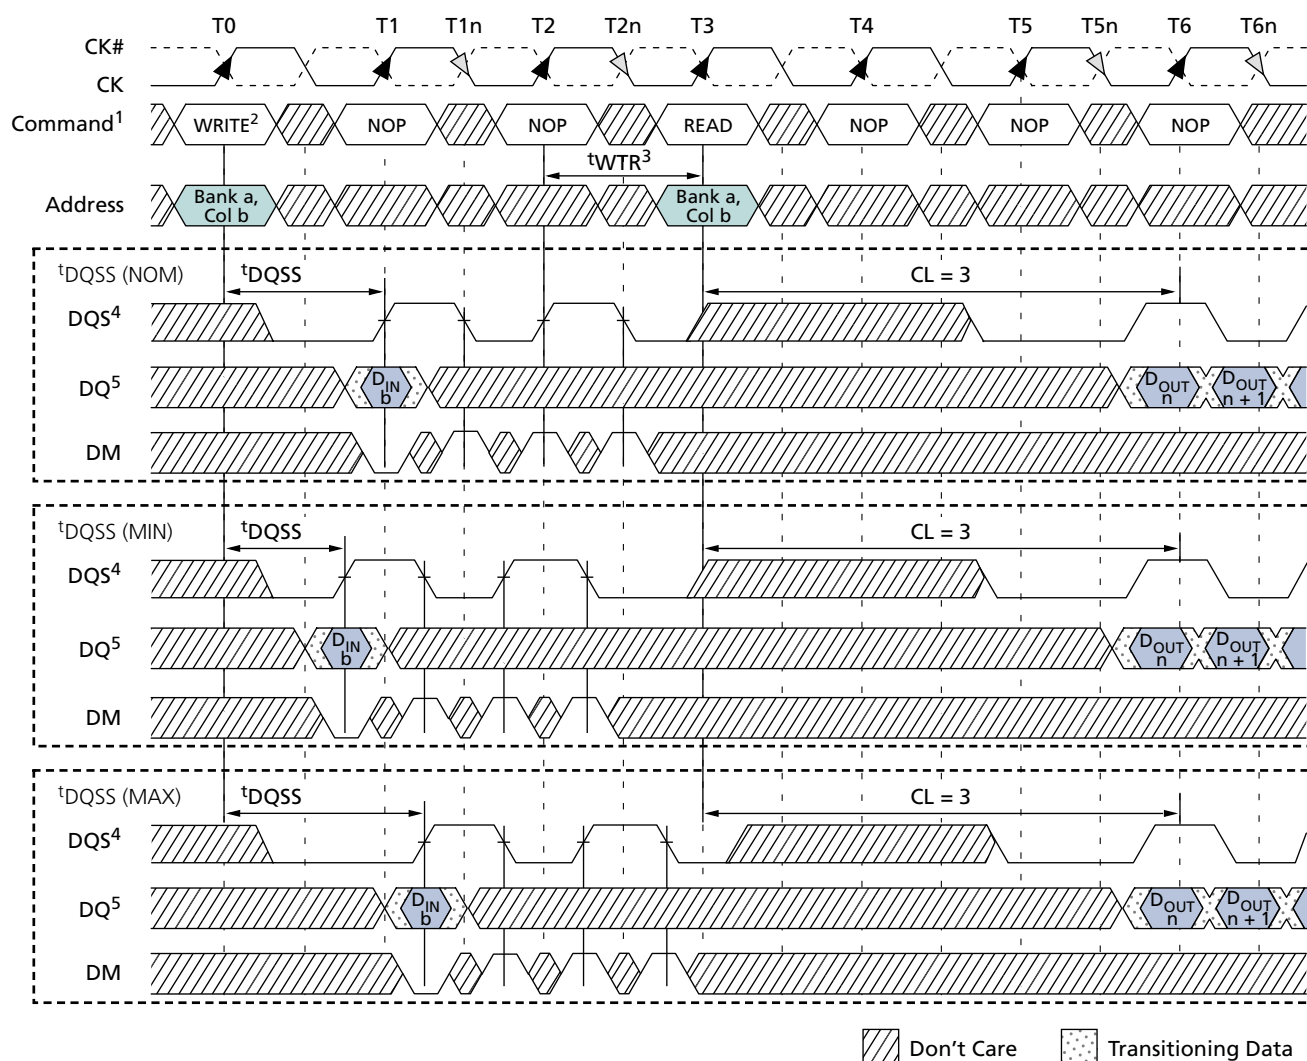 T0 T1 T1n T2 T2n T3 T4 T5 T5n T6 T6n
CK#
CK
Command1 WRITE2 NOP NOP READ NOP NOP NOP
tWTR3
Address Bank a, Col b Bank a, Col b
tDQSS (NOM) tDQSS CL = 3
DQS4
DQ5 DIN b DOUT n DOUT n + 1
DM
tDQSS (MIN) tDQSS CL = 3
DQS4
DQ5 DIN b DOUT n DOUT n + 1
DM
tDQSS (MAX) tDQSS CL = 3
DQS4
DQ5 DIN b DOUT n DOUT n + 1
DM
Don't Care Transitioning Data